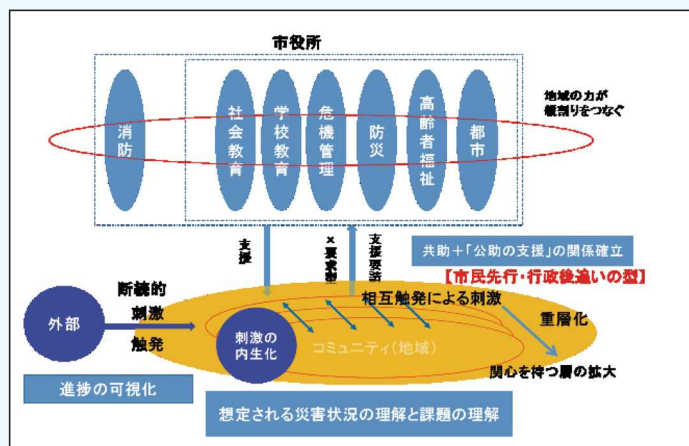 市役所
消防
社会教育
学校教育
危機管理
防災
高齢者福祉
都市
地域の力が
縦割りをつなぐ
支援
×要求型
支援要請
共助＋「公助の支援」の関係確立
【市民先行・行政後追いの型】
断続的
刺激
触発
外部
刺激の
内生化
相互触発による刺激
重層化
コミュニティ（地域）
関心を持つ層の拡大
進捗の可視化
想定される災害状況の理解と課題の理解